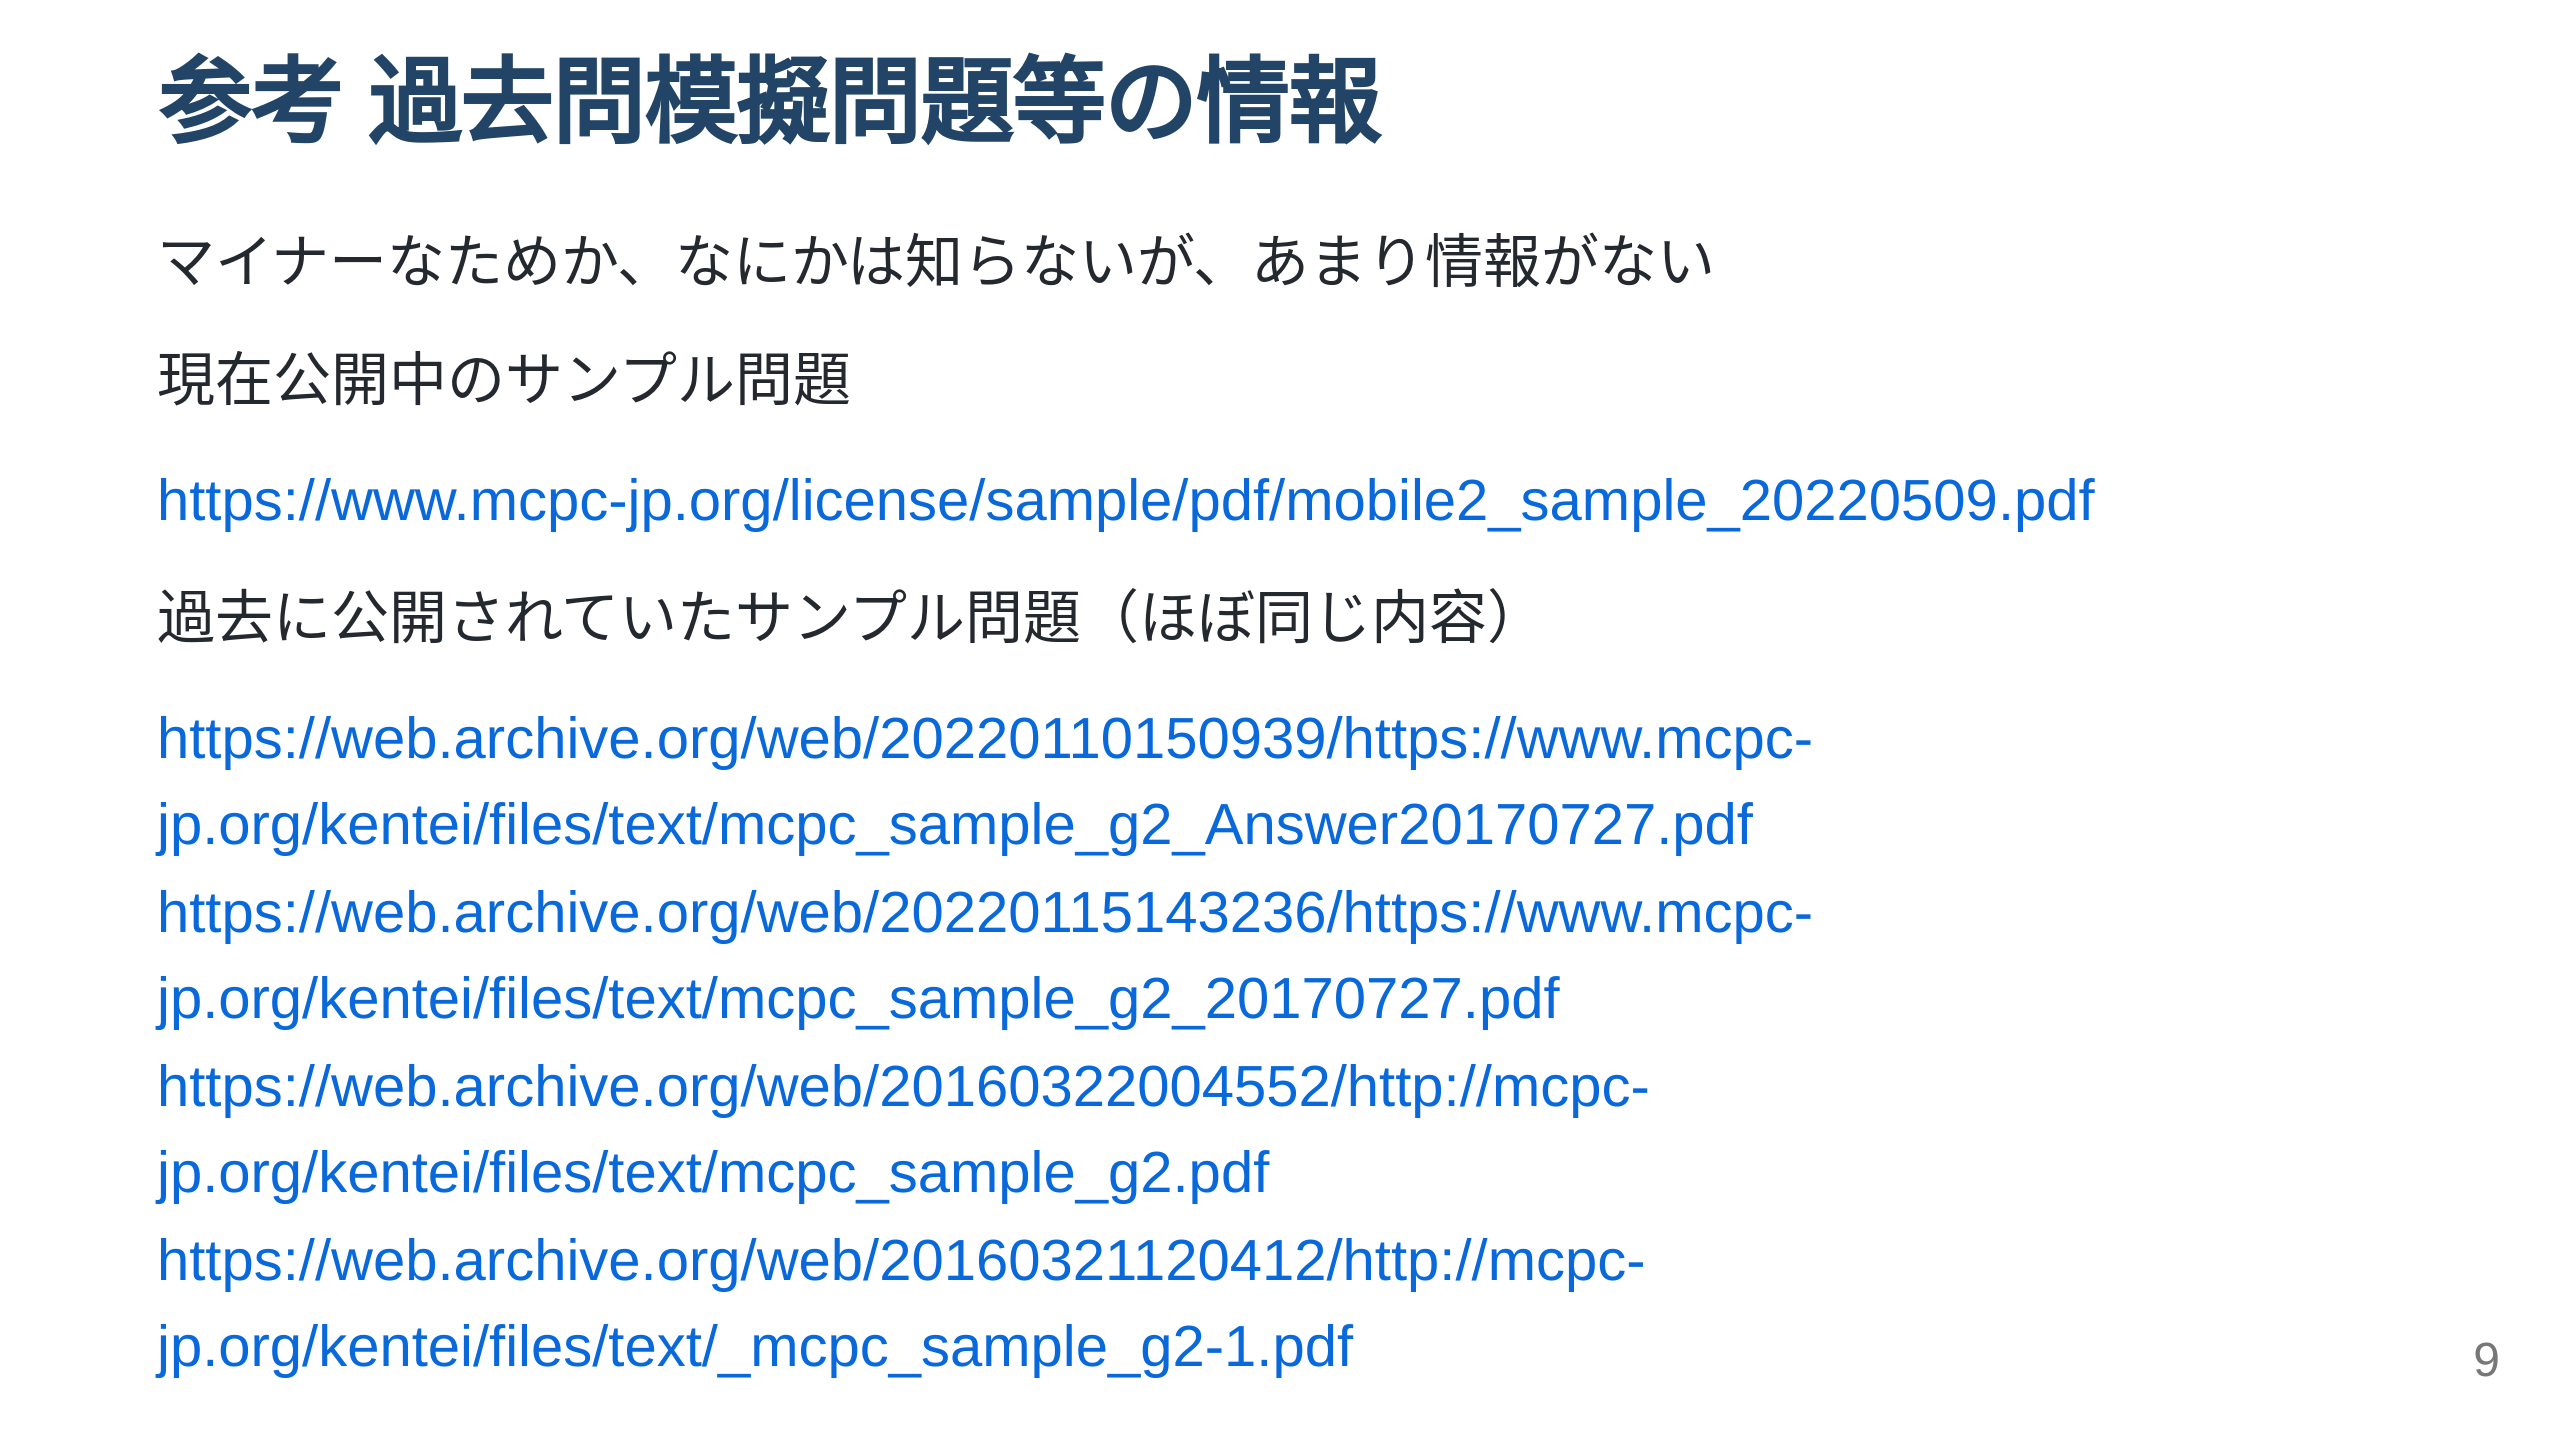 参考 過去問模擬問題等の情報
マイナーなためか、なにかは知らないが、あまり情報がない
現在公開中のサンプル問題
https://www.mcpc-jp.org/license/sample/pdf/mobile2_sample_20220509.pdf
過去に公開されていたサンプル問題（ほぼ同じ内容）
https://web.archive.org/web/20220110150939/https://www.mcpc-
jp.org/kentei/files/text/mcpc_sample_g2_Answer20170727.pdf
https://web.archive.org/web/20220115143236/https://www.mcpc-
jp.org/kentei/files/text/mcpc_sample_g2_20170727.pdf
https://web.archive.org/web/20160322004552/http://mcpc-
jp.org/kentei/files/text/mcpc_sample_g2.pdf
https://web.archive.org/web/20160321120412/http://mcpc-
jp.org/kentei/files/text/_mcpc_sample_g2-1.pdf
9